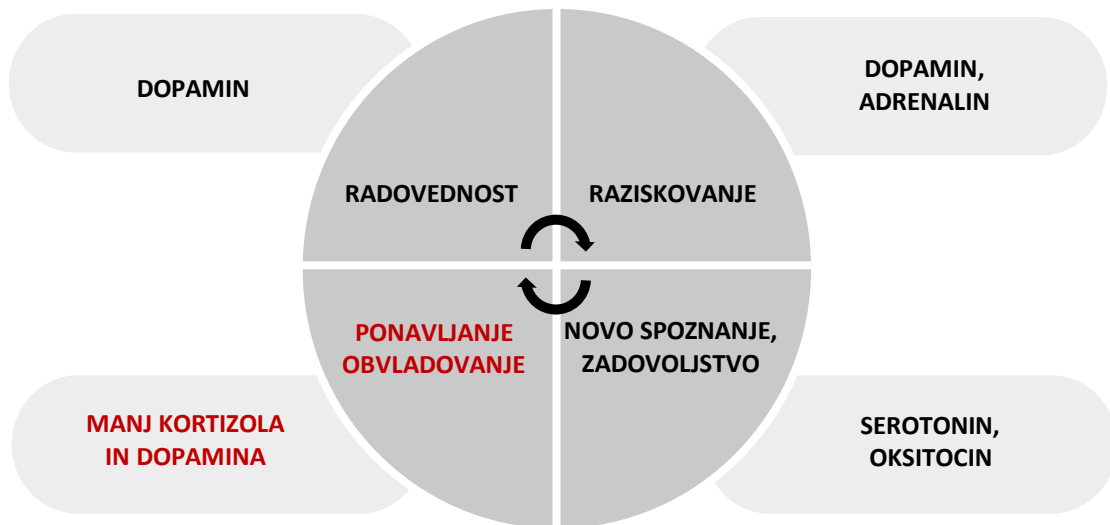 DOPAMIN
DOPAMIN,
ADRENALIN
RADOVEDNOST
RAZISKOVANJE
PONAVLJANJE
OBVLADOVANJE
NOVO SPOZNANJE,
ZADOVOLJSTVO
MANJ KORTIZOLA
IN DOPAMINA
SEROTONIN,
OKSITOCIN